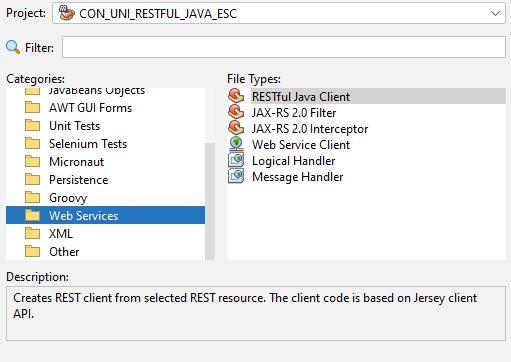 Project: CON_UNI_RESTFUL_JAVA_ESC
Filter:
Categories:
JavaBeans Objects
AWT GUI Forms
Unit Tests
Selenium Tests
Micronaut
Persistence
Groovy
Web Services
XML
Other
File Types:
RESTful Java Client
JAX-RS 2.0 Filter
JAX-RS 2.0 Interceptor
Web Service Client
Logical Handler
Message Handler
Description:
Creates REST client from selected REST resource. The client code is based on Jersey client
API.